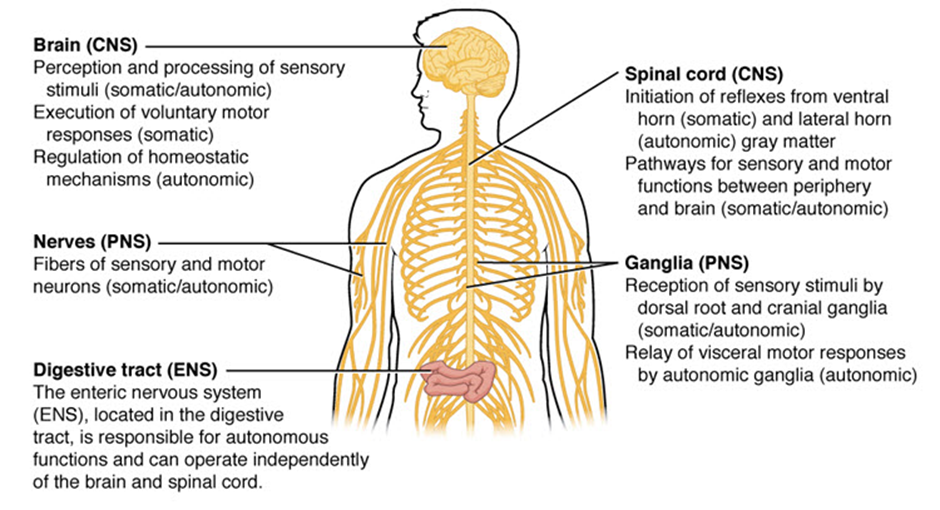 Brain (CNS)
Perception and processing of sensory
stimuli (somatic/autonomic)
Execution of voluntary motor
responses (somatic)
Regulation of homeostatic
mechanisms (autonomic)
Nerves (PNS)
Fibers of sensory and motor
neurons (somatic/autonomic)
Digestive tract (ENS)
The enteric nervous system
(ENS), located in the digestive
tract, is responsible for autonomous
functions and can operate independently
of the brain and spinal cord.
Spinal cord (CNS)
Initiation of reflexes from ventral
horn (somatic) and lateral horn
(autonomic) gray matter
Pathways for sensory and motor
functions between periphery
and brain (somatic/autonomic)
Ganglia (PNS)
Reception of sensory stimuli by
dorsal root and cranial ganglia
(somatic/autonomic)
Relay of visceral motor responses
by autonomic ganglia (autonomic)